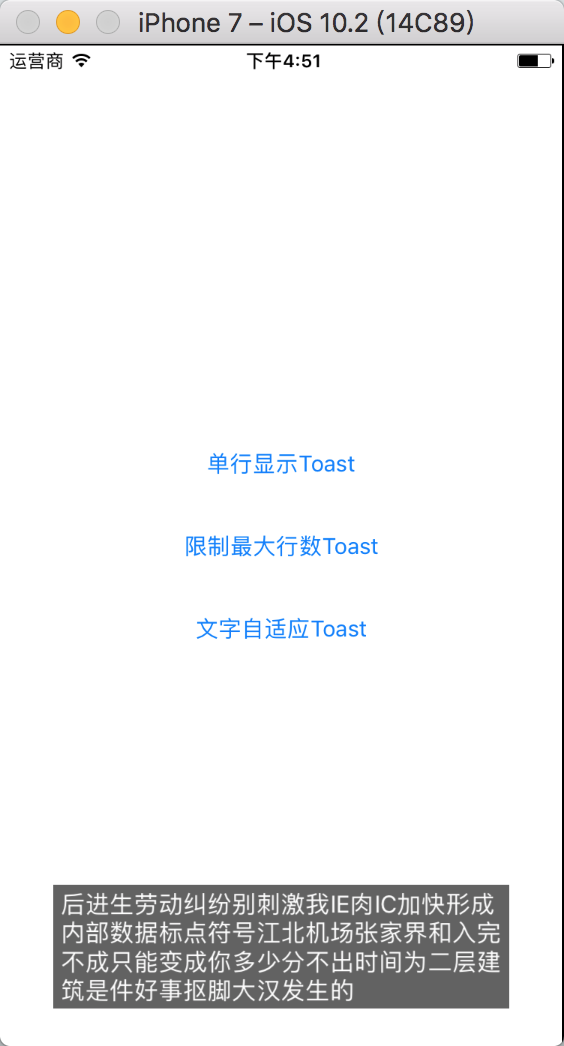 iPhone 7 – iOS 10.2 (14C89)
运营商 下午4:51
单行显示Toast
限制最大行数Toast
文字自适应Toast
后进生劳动纠纷别刺激我IE肉IC加快形成
内部数据标点符号江北机场张家界和入完
不成只能变成你多少分不出时间为二层建
筑是件好事抠脚大汉发生的